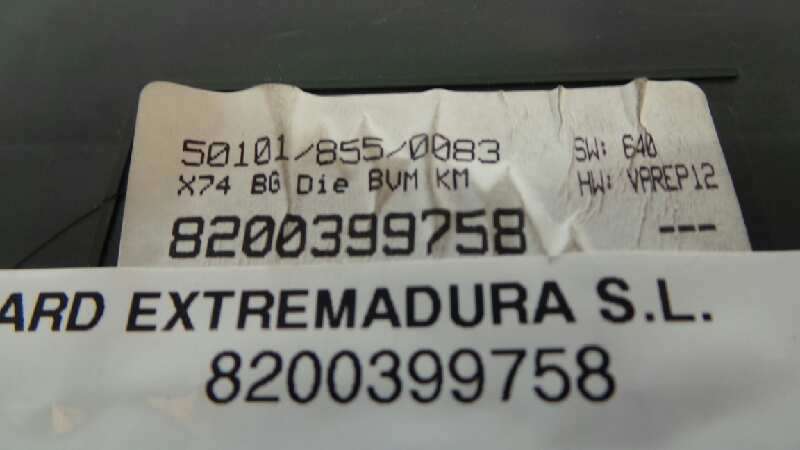 50101/855/0083 SW: 640
X74 BG Die BVM KM HW: VPREP12
8200399758 ---
ARD EXTREMADURA S.L.
8200399758